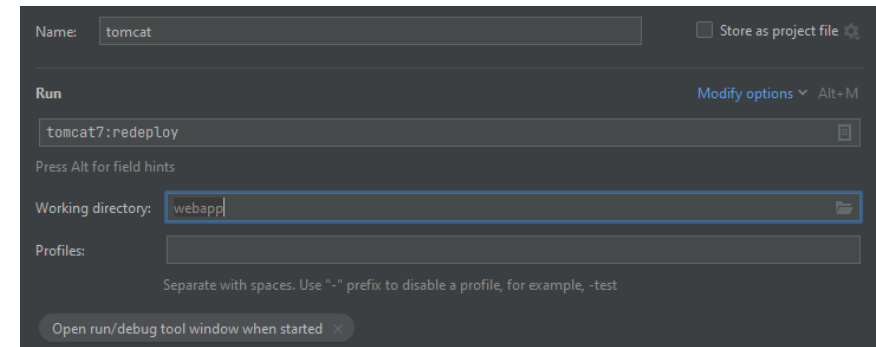 Name: tomcat Store as project file
Run Modify options Alt+M
tomcat7:redeploy
Press Alt for field hints
Working directory: webapp
Profiles:
Separate with spaces. Use "-" prefix to disable a profile, for example, -test
Open run/debug tool window when started ×